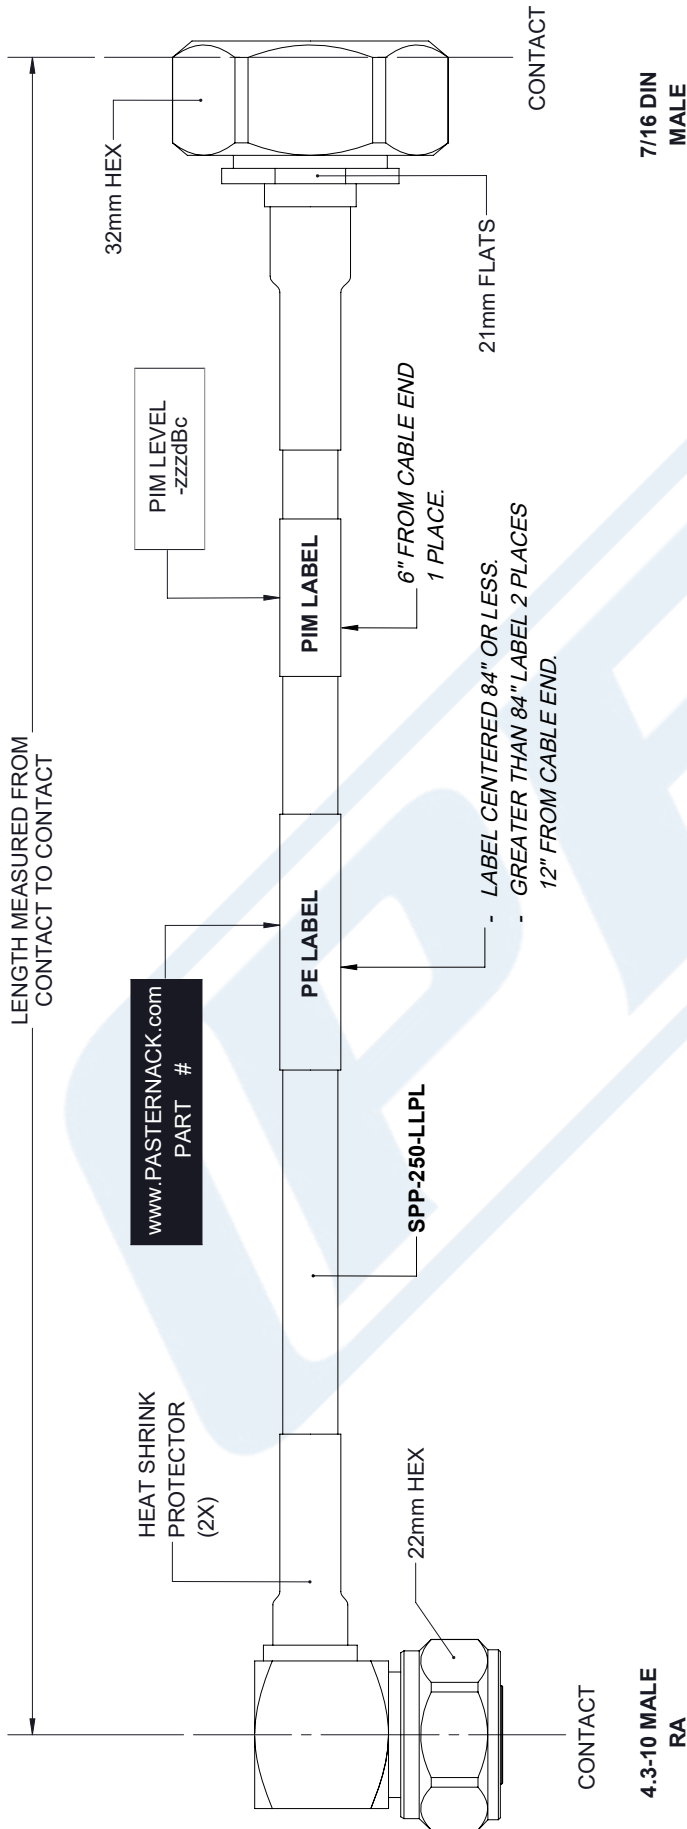 LENGTH MEASURED FROM
CONTACT TO CONTACT
HEAT SHRINK
PROTECTOR
(2X)
www.PASTERNACK.com
PART #
PIM LEVEL
-zzzdBc
32mm HEX
PE LABEL
PIM LABEL
22mm HEX
SPP-250-LLPL
- LABEL CENTERED 84" OR LESS.
- GREATER THAN 84" LABEL 2 PLACES
12" FROM CABLE END.
6" FROM CABLE END
1 PLACE.
21mm FLATS
CONTACT
CONTACT
4.3-10 MALE
RA
7/16 DIN
MALE